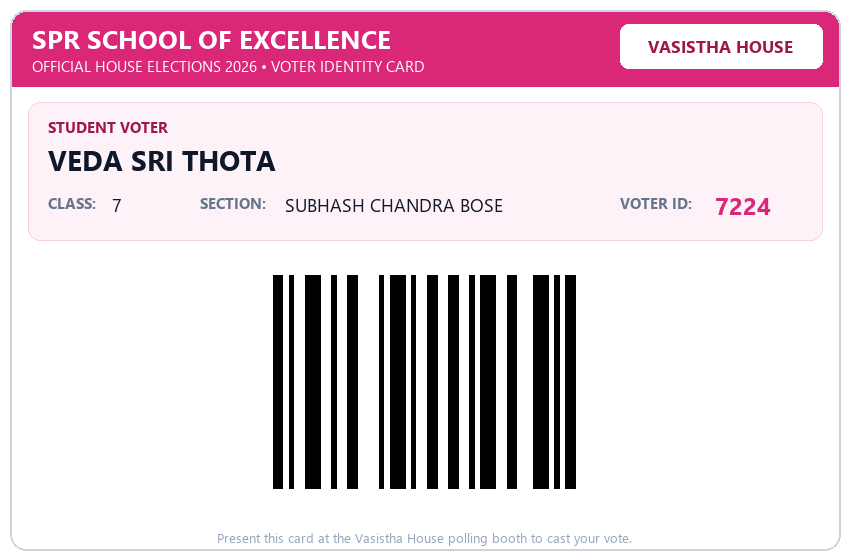 SPR SCHOOL OF EXCELLENCE
OFFICIAL HOUSE ELECTIONS 2026 • VOTER IDENTITY CARD
VASISTHA HOUSE
STUDENT VOTER
VEDA SRI THOTA
CLASS: 7 SECTION: SUBHASH CHANDRA BOSE VOTER ID: 7224
Present this card at the Vasistha House polling booth to cast your vote.